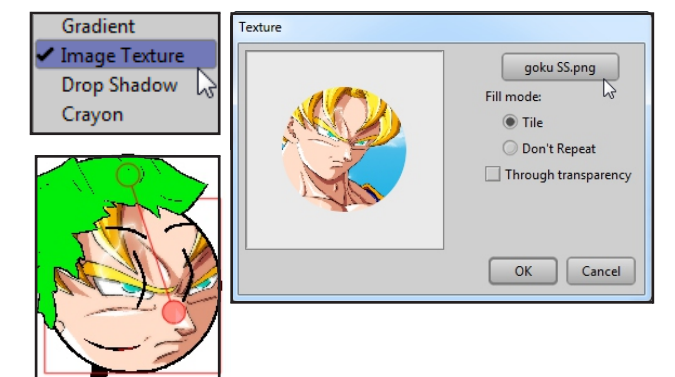 Gradient
Image Texture
Drop Shadow
Crayon
Texture
goku SS.png
Fill mode:
Tile
Don't Repeat
Through transparency
OK
Cancel